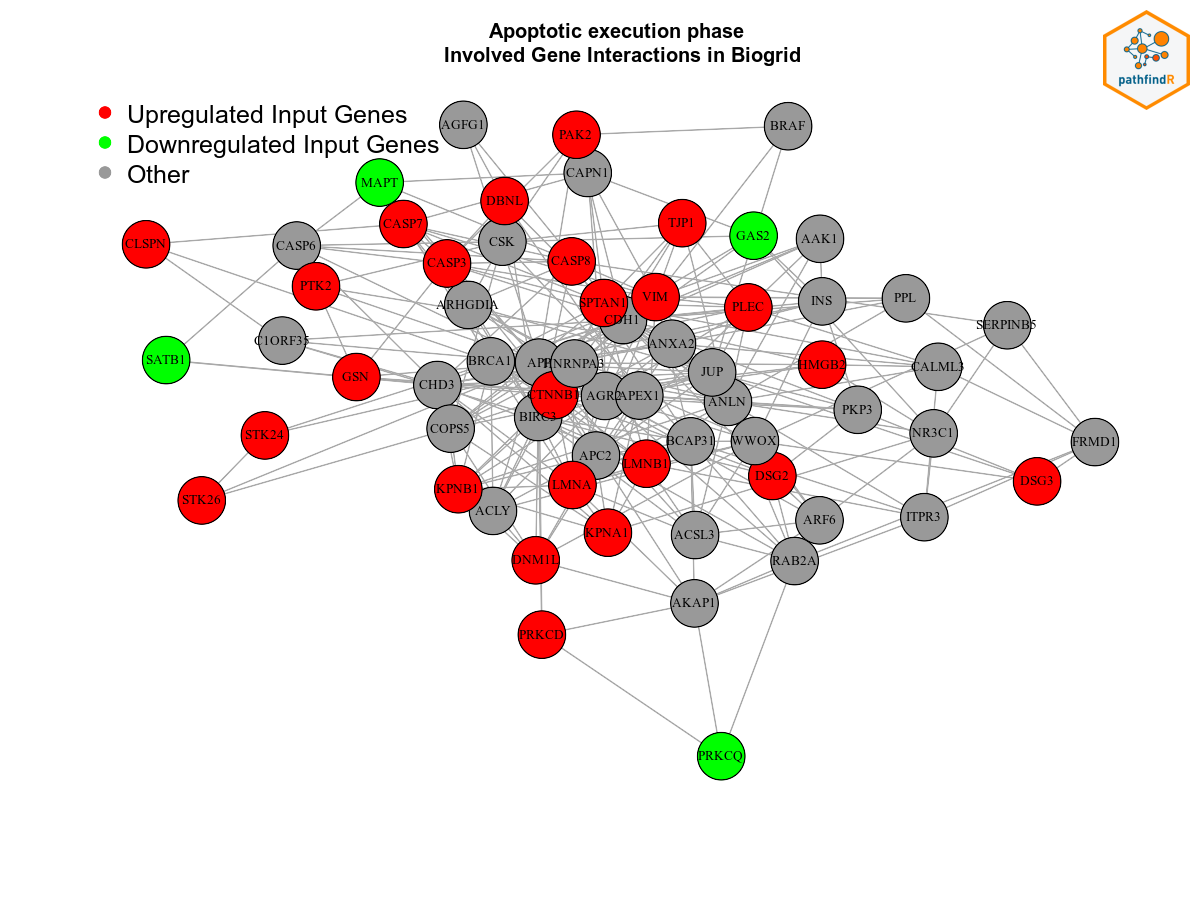 Apoptotic execution phase
Involved Gene Interactions in Biogrid
pathfindR
Upregulated Input Genes
Downregulated Input Genes
Other
AGFG1
PAK2
BRAF
CAPN1
MAPT
DBNL
CASP7
TJP1
GAS2
AAK1
CLSPN
CASP6
CSK
CASP3
CASP8
PTK2
ARHGDIA
SPTAN1
VIM
PLEC
INS
PPL
CDH1
SERPINB5
C1ORF35
ANXA2
SATB1
BRCA1
APP
HNRNPA3
JUP
HMGB2
CALML3
GSN
CHD3
CTNNB1
AGR2
APEX1
ANLN
PKP3
BIRC3
COPS5
STK24
BCAP31
WWOX
NR3C1
FRMD1
APC2
LMNB1
DSG2
DSG3
KPNB1
LMNA
STK26
ACLY
KPNA1
ACSL3
ARF6
ITPR3
DNM1L
RAB2A
AKAP1
PRKCD
PRKCQ